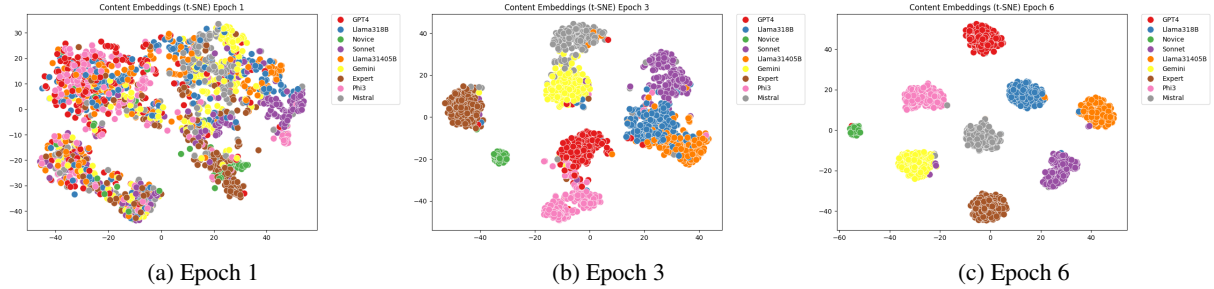 Content Embeddings (t-SNE) Epoch 1
30
20
10
0
−10
−20
−30
−40
−40
−20
0
20
40
GPT4
Llama318B
Novice
Sonnet
Llama31405B
Gemini
Expert
Phi3
Mistral
(a) Epoch 1
Content Embeddings (t-SNE) Epoch 3
40
20
0
−20
−40
−60
−40
−20
0
20
40
GPT4
Llama318B
Novice
Sonnet
Llama31405B
Gemini
Expert
Phi3
Mistral
(b) Epoch 3
Content Embeddings (t-SNE) Epoch 6
40
20
0
−20
−40
−60
−40
−20
0
20
40
GPT4
Llama318B
Novice
Sonnet
Llama31405B
Gemini
Expert
Phi3
Mistral
(c) Epoch 6